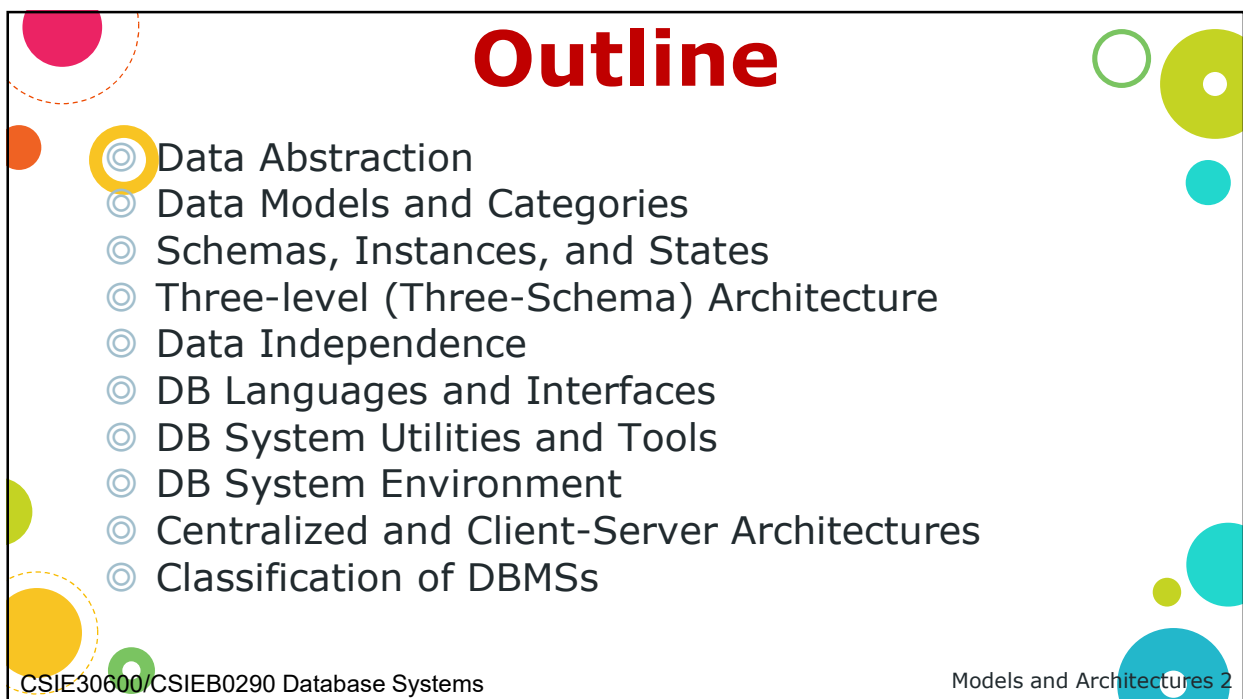 Outline
Data Abstraction
Data Models and Categories
Schemas, Instances, and States
Three-level (Three-Schema) Architecture
Data Independence
DB Languages and Interfaces
DB System Utilities and Tools
DB System Environment
Centralized and Client-Server Architectures
Classification of DBMSs
CSIE30600/CSIEB0290 Database Systems
Models and Architectures 2